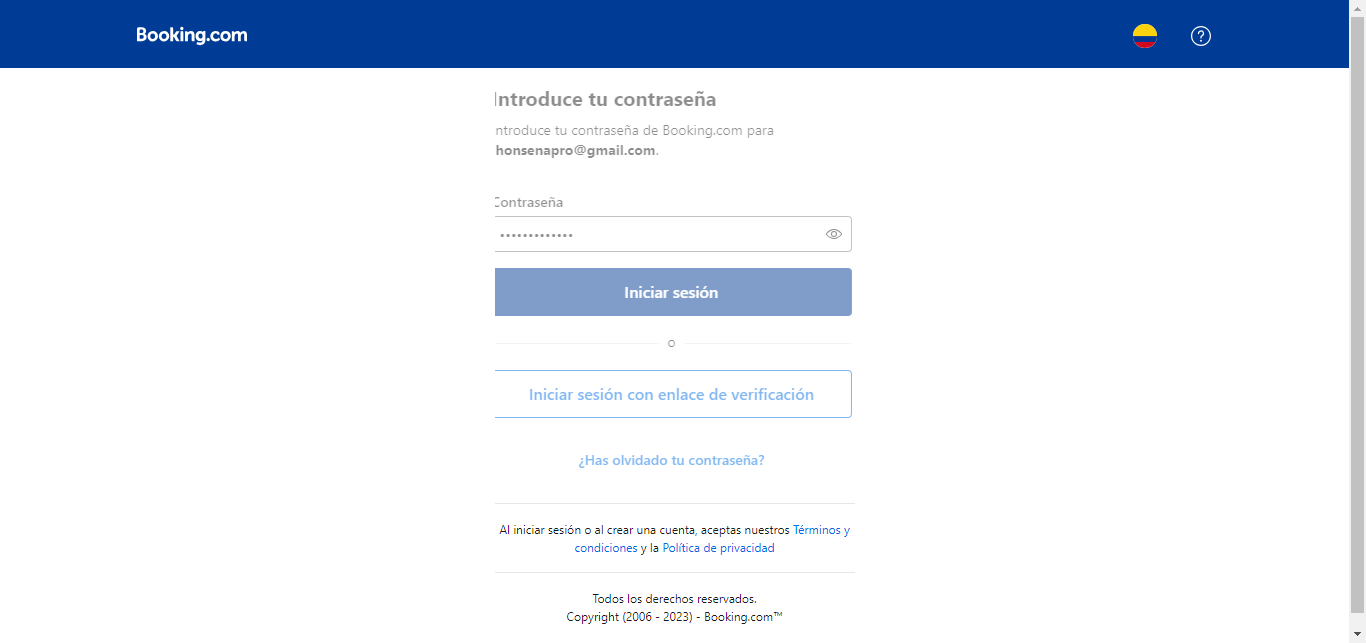 Booking.com
Introduce tu contraseña
ntroduce tu contraseña de Booking.com para
honsenapro@gmail.com.
Contraseña
Iniciar sesión
o
Iniciar sesión con enlace de verificación
¿Has olvidado tu contraseña?
Al iniciar sesión o al crear una cuenta, aceptas nuestros Términos y
condiciones y la Política de privacidad
Todos los derechos reservados.
Copyright (2006 - 2023) - Booking.com™